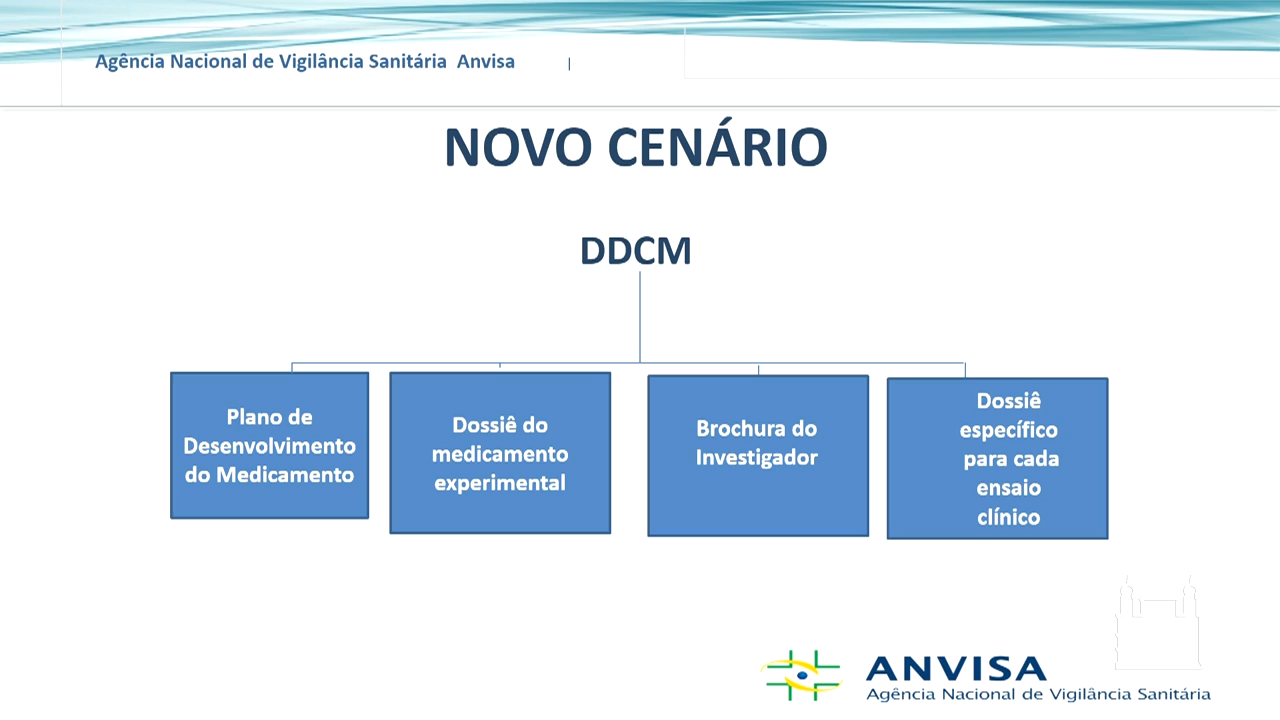 Agência Nacional de Vigilância Sanitária Anvisa
NOVO CENÁRIO
DDCM
Plano de
Desenvolvimento
do Medicamento
Dossiê do
medicamento
experimental
Brochura do
Investigador
Dossiê
específico
para cada
ensaio
clínico
ANVISA
Agência Nacional de Vigilância Sanitária